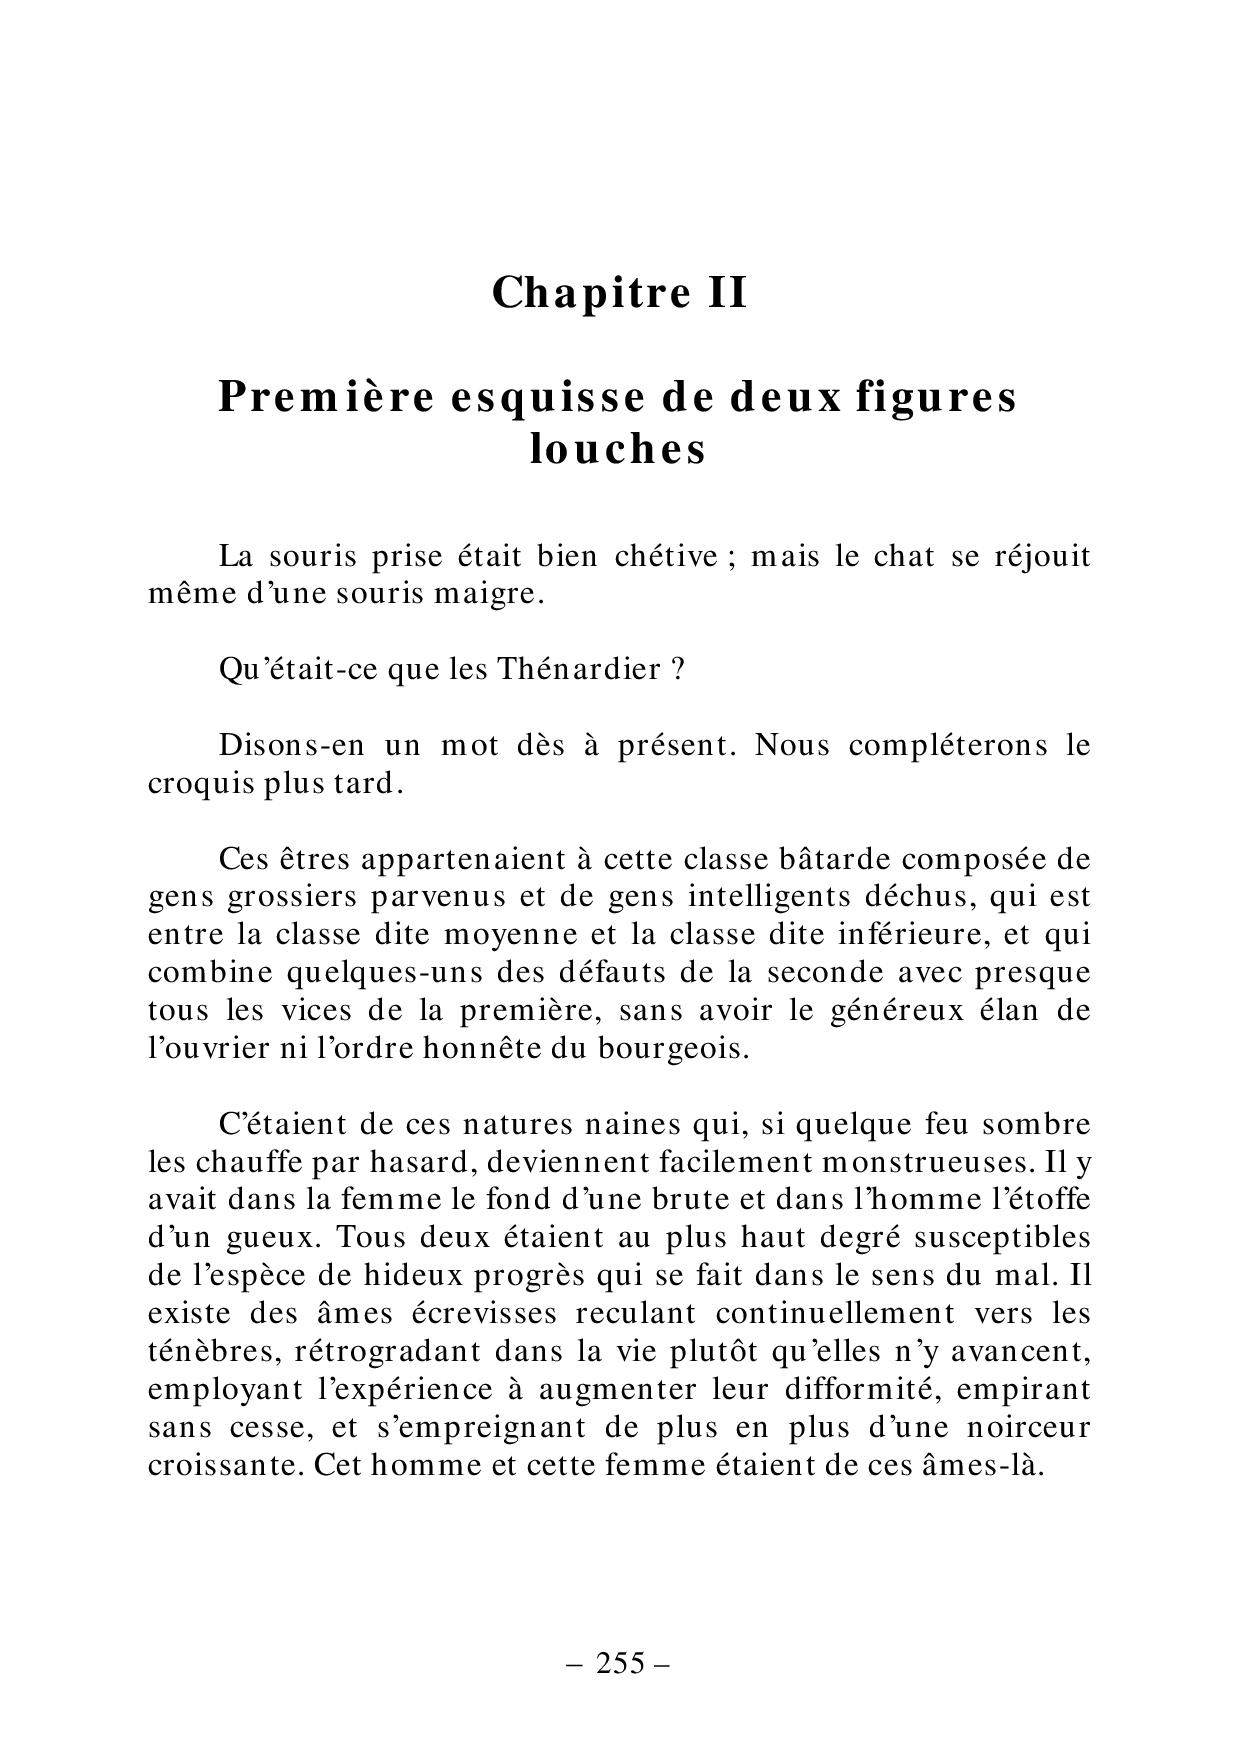 Chapitre II
Première esquisse de deux figures
louches
La souris prise était bien chétive ; mais le chat se réjouit
même d’une souris maigre.
Qu’était-ce que les Thénardier ?
Disons-en un mot dès à présent. Nous compléterons le
croquis plus tard.
Ces êtres appartenaient à cette classe bâtarde composée de
gens grossiers parvenus et de gens intelligents déchus, qui est
entre la classe dite moyenne et la classe dite inférieure, et qui
combine quelques-uns des défauts de la seconde avec presque
tous les vices de la première, sans avoir le généreux élan de
l’ouvrier ni l’ordre honnête du bourgeois.
C’étaient de ces natures naines qui, si quelque feu sombre
les chauffe par hasard, deviennent facilement monstrueuses. Il y
avait dans la femme le fond d’une brute et dans l’homme l’étoffe
d’un gueux. Tous deux étaient au plus haut degré susceptibles
de l’espèce de hideux progrès qui se fait dans le sens du mal. Il
existe des âmes écrevisses reculant continuellement vers les
ténèbres, rétrogradant dans la vie plutôt qu’elles n’y avancent,
employant l’expérience à augmenter leur difformité, empirant
sans cesse, et s’empreignant de plus en plus d’une noirceur
croissante. Cet homme et cette femme étaient de ces âmes-là.
– 255 –